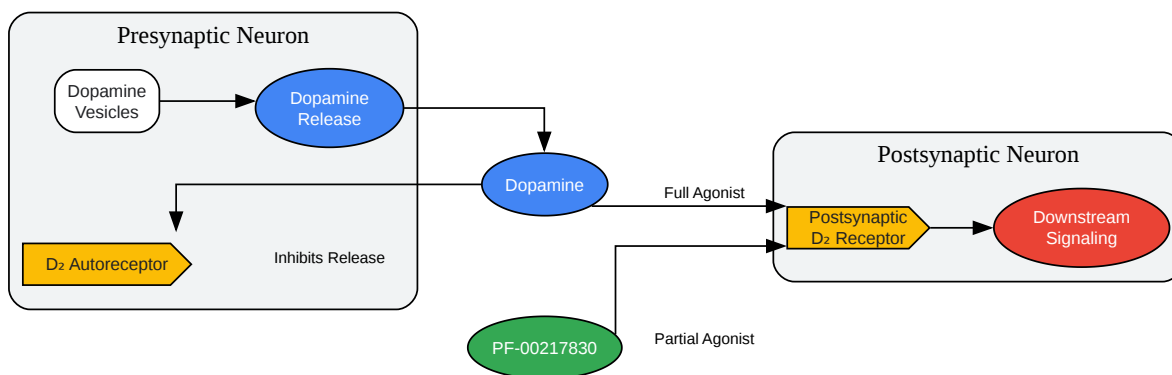 Presynaptic Neuron
Dopamine
Vesicles
Dopamine
Release
Dopamine
D₂ Autoreceptor
Inhibits Release
Full Agonist
Postsynaptic Neuron
Postsynaptic
D₂ Receptor
Downstream
Signaling
PF-00217830
Partial Agonist